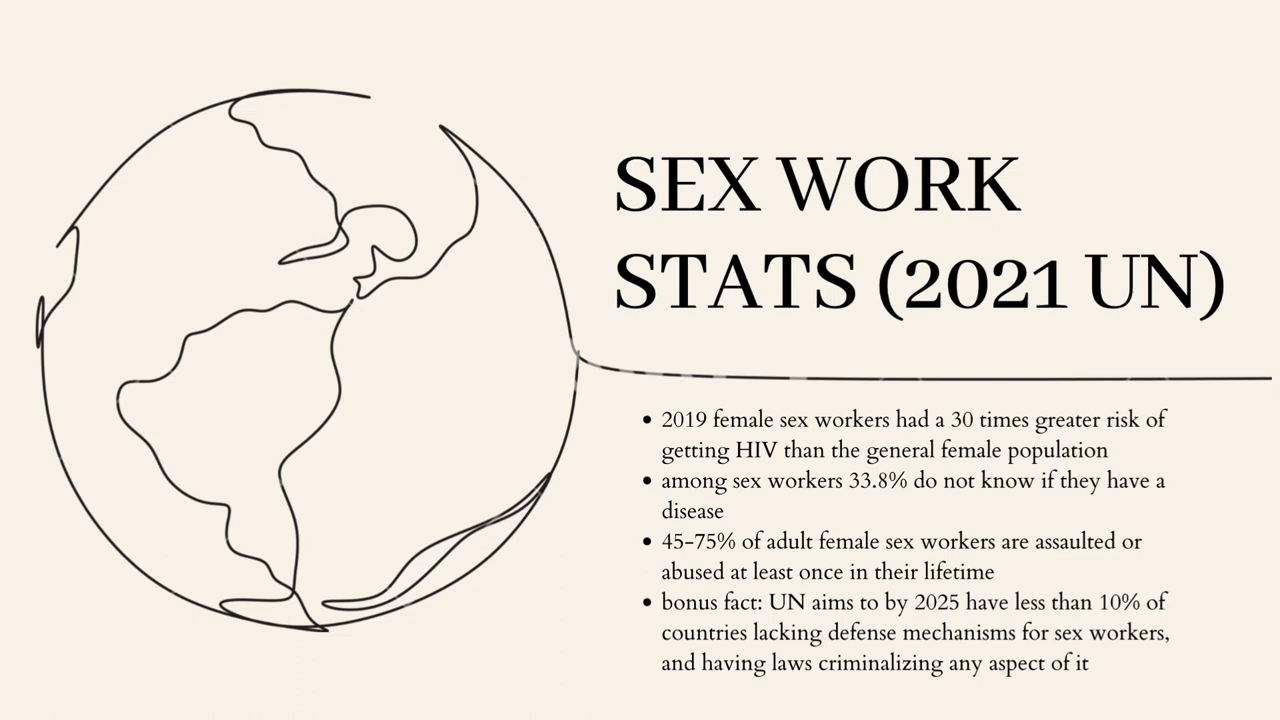 SEX WORK
STATS (2021 UN)
• 2019 female sex workers had a 30 times greater risk of
getting HIV than the general female population
• among sex workers 33.8% do not know if they have a
disease
• 45-75% of adult female sex workers are assaulted or
abused at least once in their lifetime
• bonus fact: UN aims to by 2025 have less than 10% of
countries lacking defense mechanisms for sex workers,
and having laws criminalizing any aspect of it